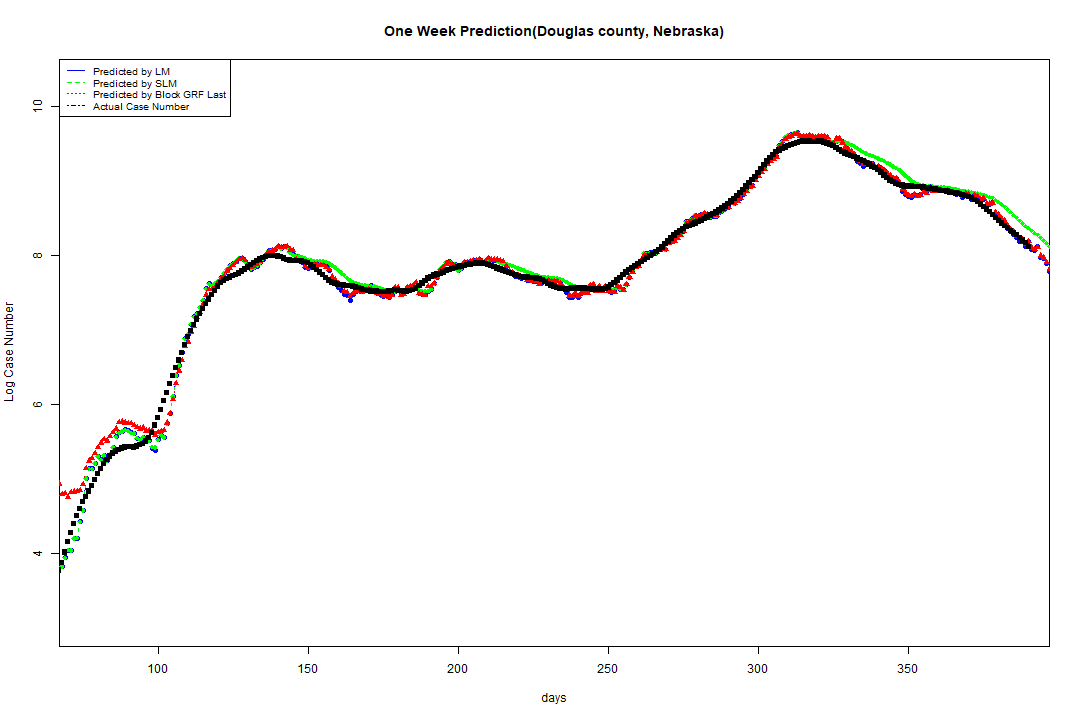 One Week Prediction(Douglas county, Nebraska)
Predicted by LM
Predicted by SLM
Predicted by Block GRF Last
Actual Case Number
10
8
6
4
Log Case Number
100 150 200 250 300 350
days